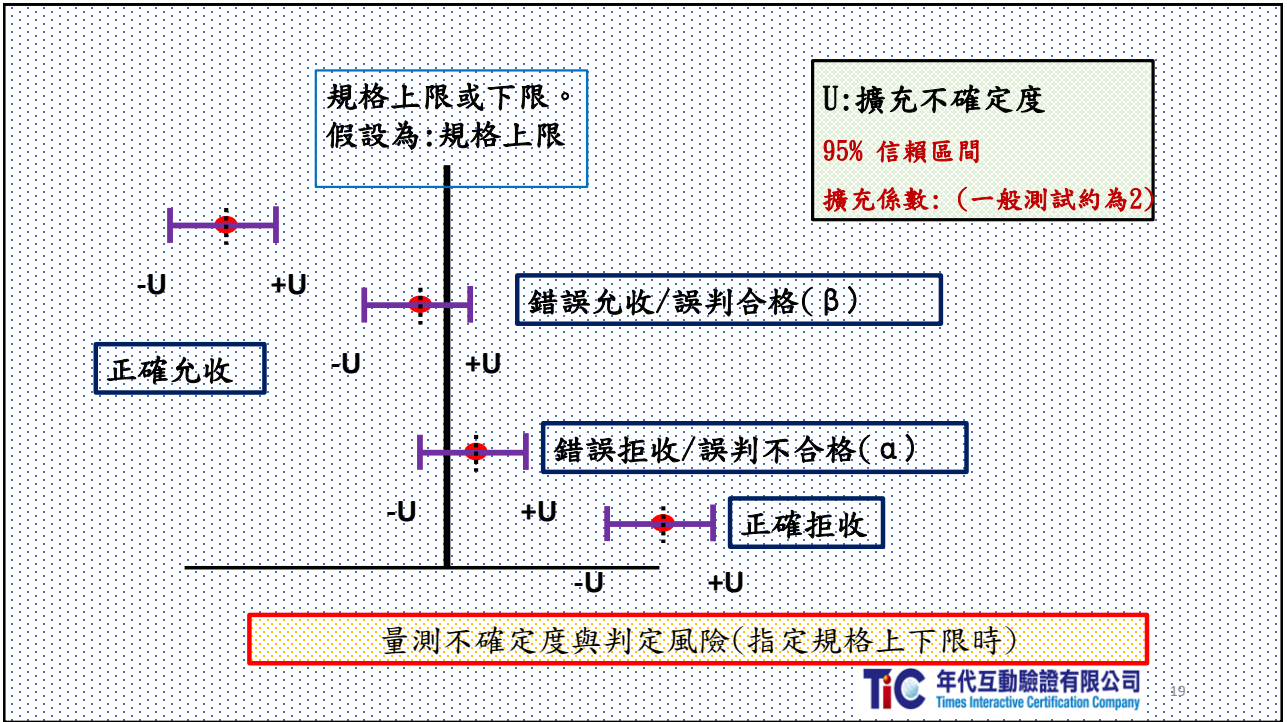 規格上限或下限。
假設為:規格上限
U:擴充不確定度
95% 信賴區間
擴充係數: (一般測試約為2)
-U
+U
錯誤允收/誤判合格(β)
正確允收
-U
+U
錯誤拒收/誤判不合格(α)
-U
+U
正確拒收
-U
+U
量測不確定度與判定風險(指定規格上下限時)
TiC 年代互動驗證有限公司
Times Interactive Certification Company
19